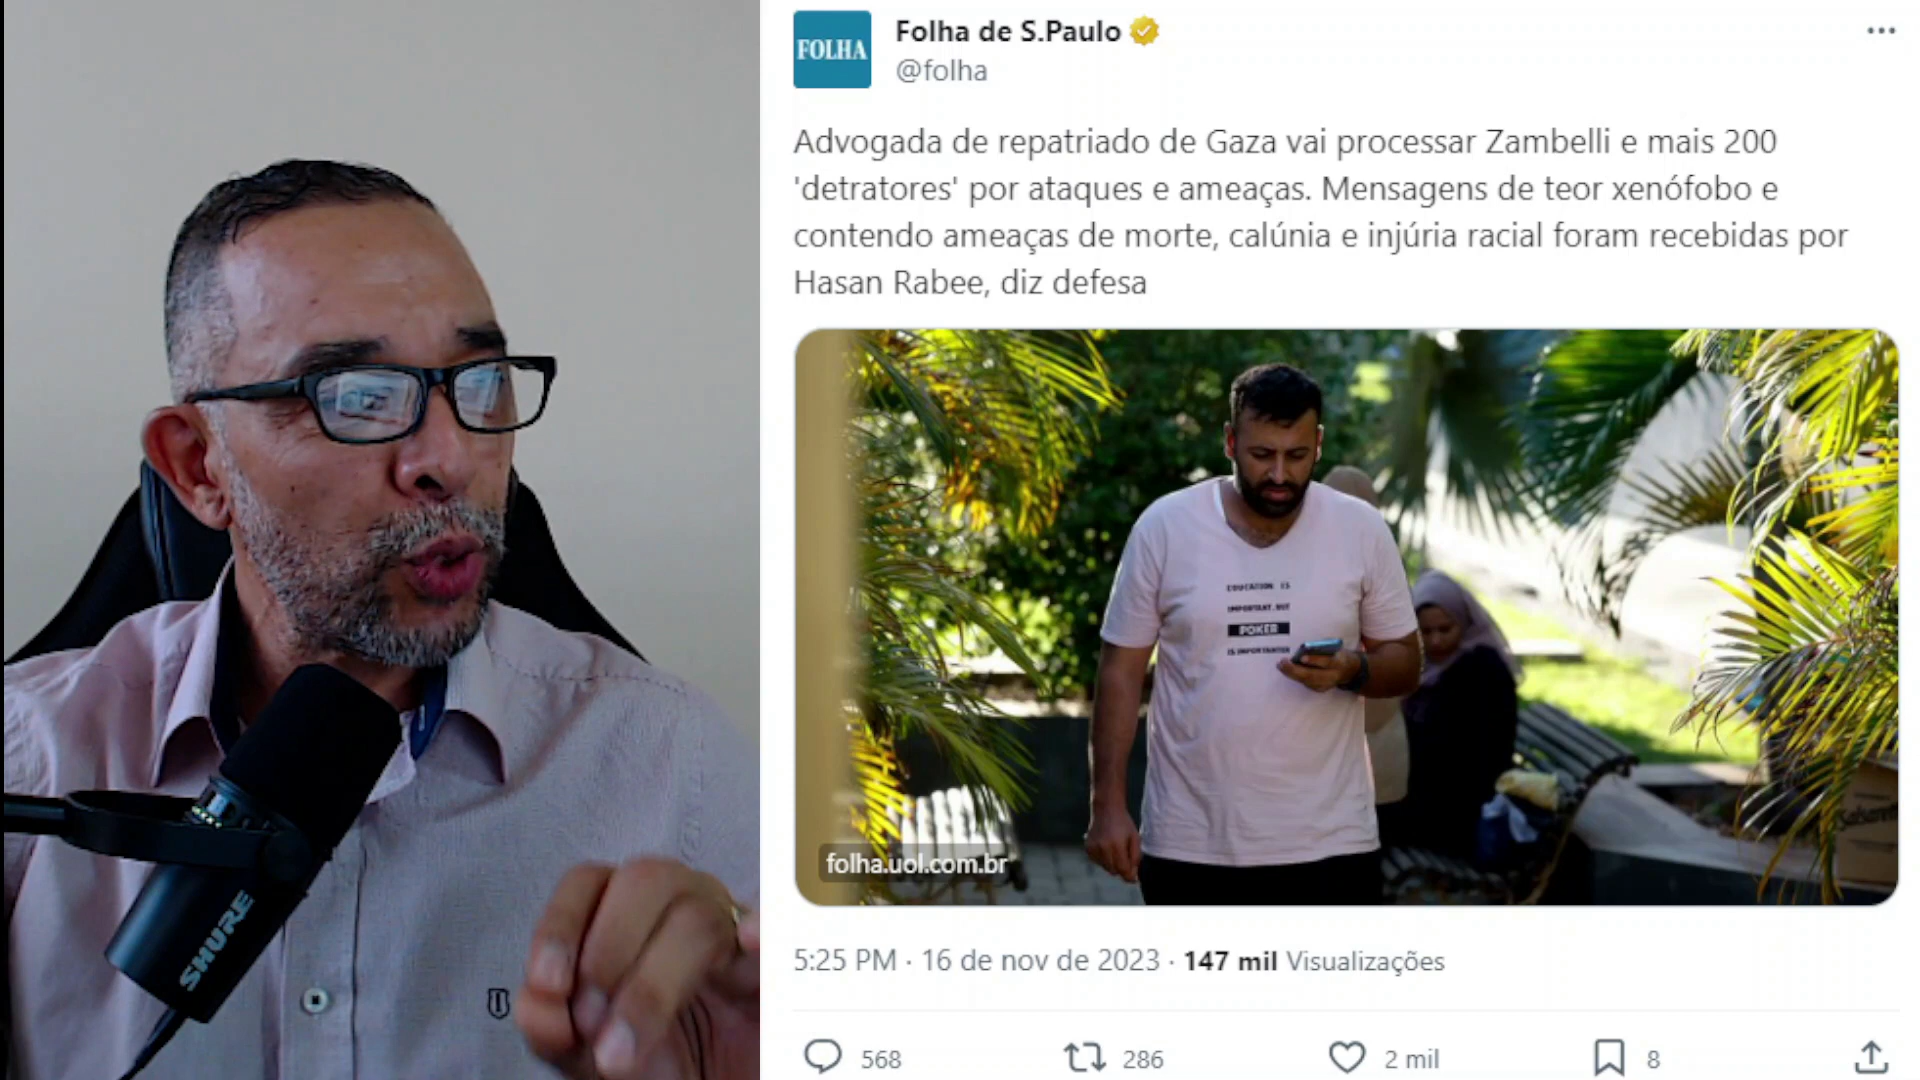 FOLHA
Folha de S.Paulo
@folha
Advogada de repatriado de Gaza vai processar Zambelli e mais 200
'detratores' por ataques e ameaças. Mensagens de teor xenófobo e
contendo ameaças de morte, calúnia e injúria racial foram recebidas por
Hasan Rabee, diz defesa
EDUCATION IS
IMPORTANT BUT
POKER
IS IMPORTANTER
folha.uol.com.br
SHURE
5:25 PM · 16 de nov de 2023 · 147 mil Visualizações
568
286
2 mil
8